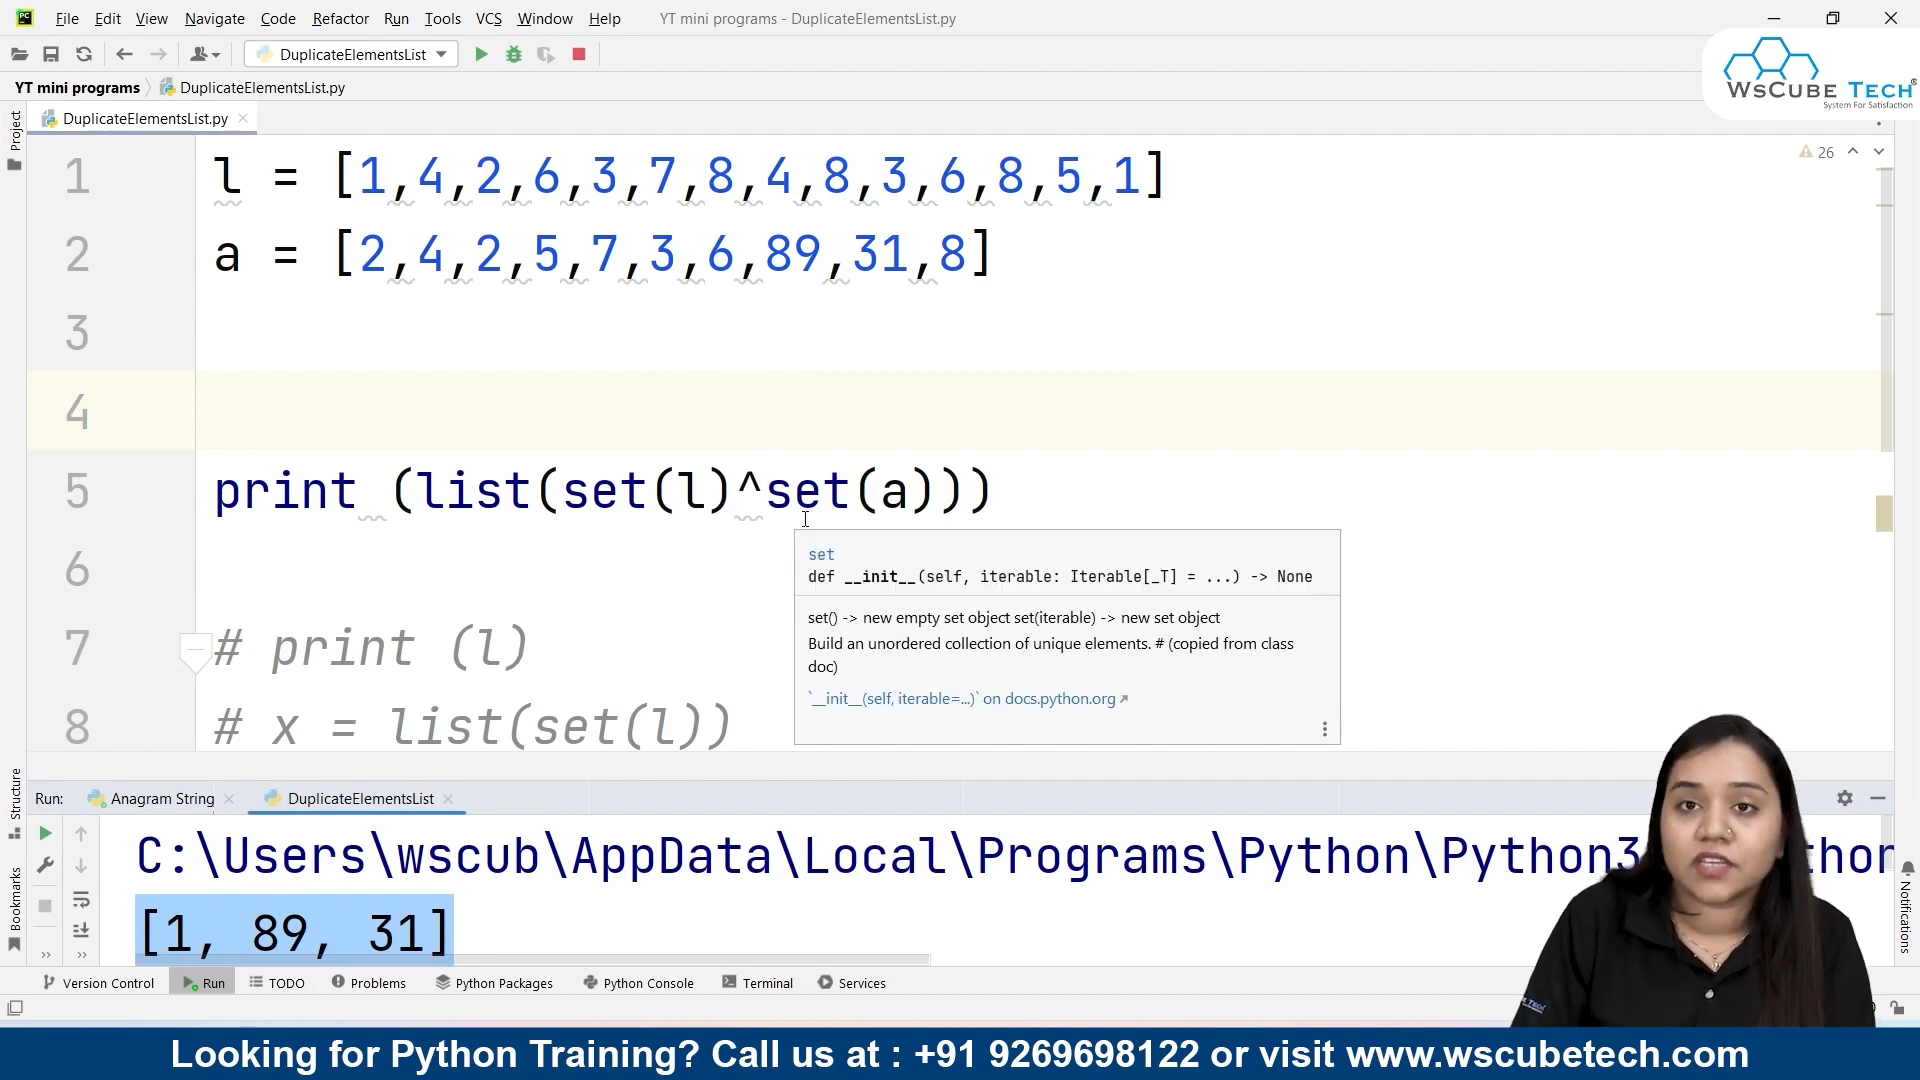 File Edit View Navigate Code Refactor Run Tools VCS Window Help YT mini programs - DuplicateElementsList.py
DuplicateElementsList
WsCube Tech®
System For Satisfaction
YT mini programs DuplicateElementsList.py
Project
DuplicateElementsList.py
26
1 l = [1,4,2,6,3,7,8,4,8,3,6,8,5,1]
2 a = [2,4,2,5,7,3,6,89,31,8]
3
4
5 print (list(set(l)^set(a)))
6
7 # print (l)
8 # x = list(set(l))
set
def __init__(self, iterable: Iterable[_T] = ...) -> None
set() -> new empty set object set(iterable) -> new set object
Build an unordered collection of unique elements. # (copied from class
doc)
`__init__(self, iterable=...)` on docs.python.org
Structure
Bookmarks
Notifications
Run: Anagram String DuplicateElementsList
C:\Users\wscub\AppData\Local\Programs\Python\Python3 thon
[1, 89, 31]
Version Control Run TODO Problems Python Packages Python Console Terminal Services
Looking for Python Training? Call us at : +91 9269698122 or visit www.wscubetech.com